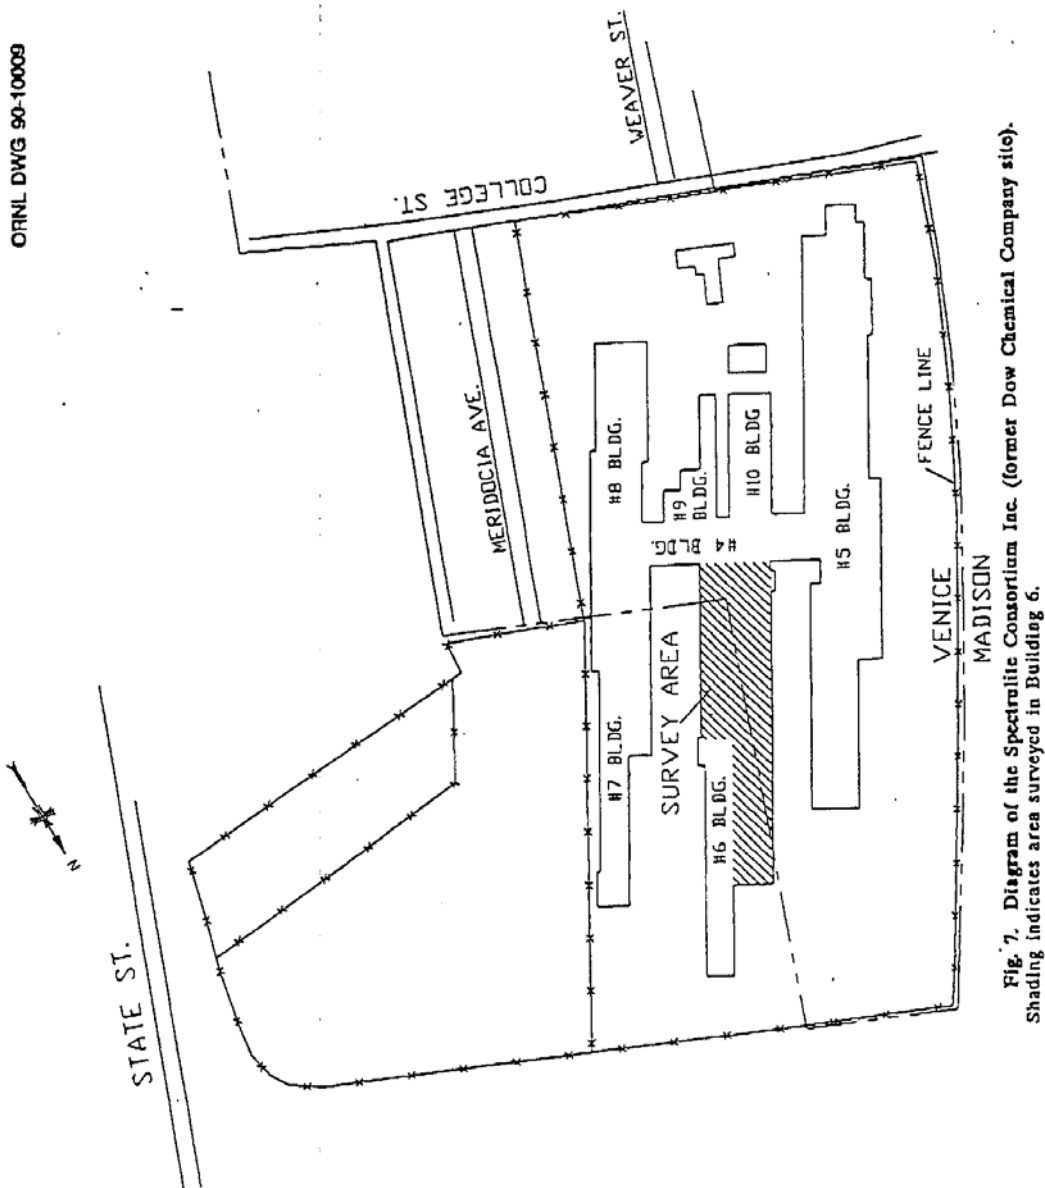 ORNL DWG 90-10009
WEAVER ST.
COLLEGE ST.
MERIDOCIA AVE.
STATE ST.
N
#8 BLDG.
#9
BLDG.
#10 BLDG
#4 BLDG.
#5 BLDG.
FENCE LINE
#7 BLDG.
SURVEY AREA
#6 BLDG.
VENICE
MADISON
Fig. 7. Diagram of the Spectrulite Consortium Inc. (former Dow Chemical Company site).
Shading indicates area surveyed in Building 6.